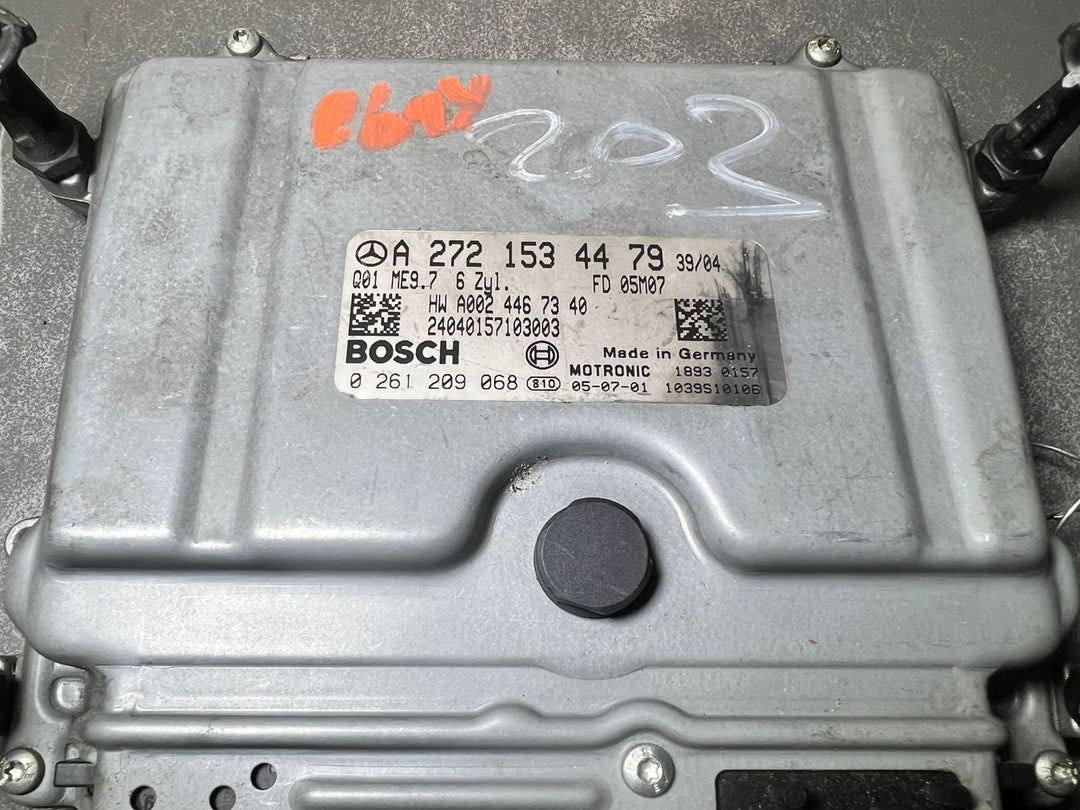 ebay 202
A 272 153 44 79 39/04
Q01 ME9.7 6 Zyl. FD 05M07
HW A002 446 73 40
24040157103003
BOSCH Made in Germany
MOTRONIC 1893 0157
0 261 209 068 810 05-07-01 1039S10106